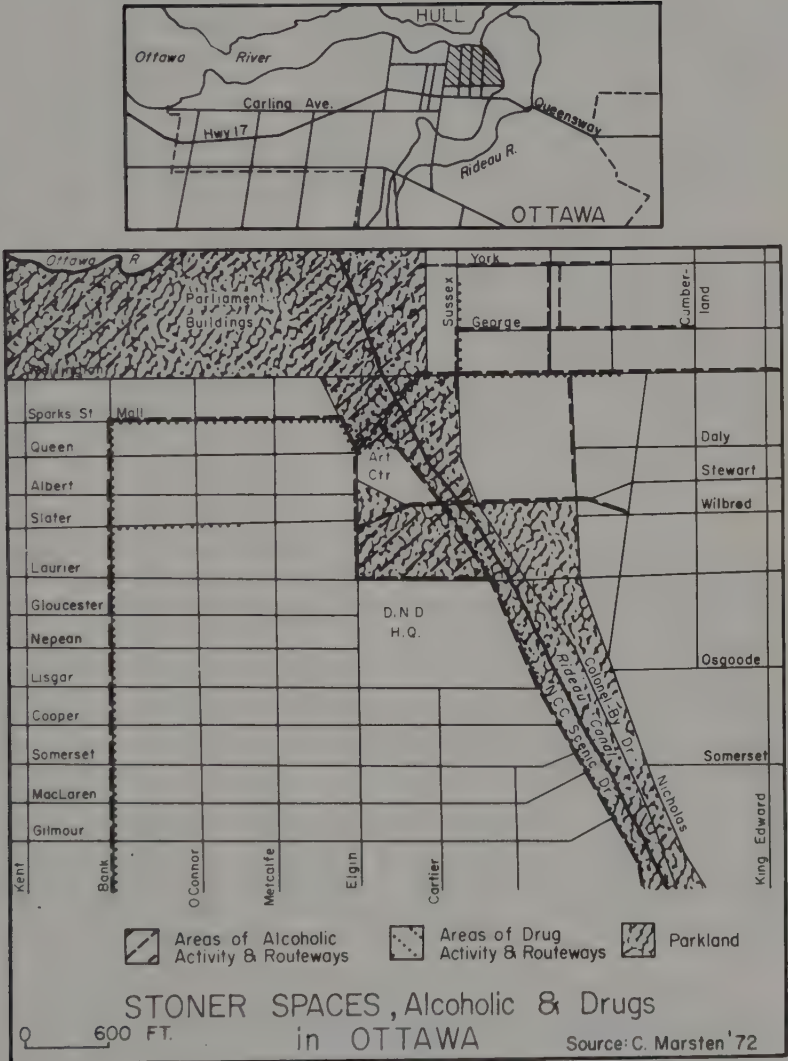 HULL
Ottawa River
Carling Ave.
Queensway
Hwy 17
Rideau R.
OTTAWA
Ottawa R
York
Parliament
Buildings
Sussex
George
Cumber-
land
Sparks St Mall
Queen
Art
Ctr
Daly
Albert
Stewart
Slater
Wilbred
Laurier
Gloucester
D.N.D
H.Q.
Nepean
Lisgar
Osgoode
Cooper
Somerset
Somerset
MacLaren
Gilmour
Rideau Canal
Colonel By Dr.
N.C.C. Scenic Dr.
Nicholas
Kent
Bank
O'Connor
Metcalfe
Elgin
Cartier
King Edward
Areas of Alcoholic
Activity & Routeways
Areas of Drug
Activity & Routeways
Parkland
STONER SPACES, Alcoholic & Drugs
in OTTAWA
0 600 FT.
Source: C. Marsten '72